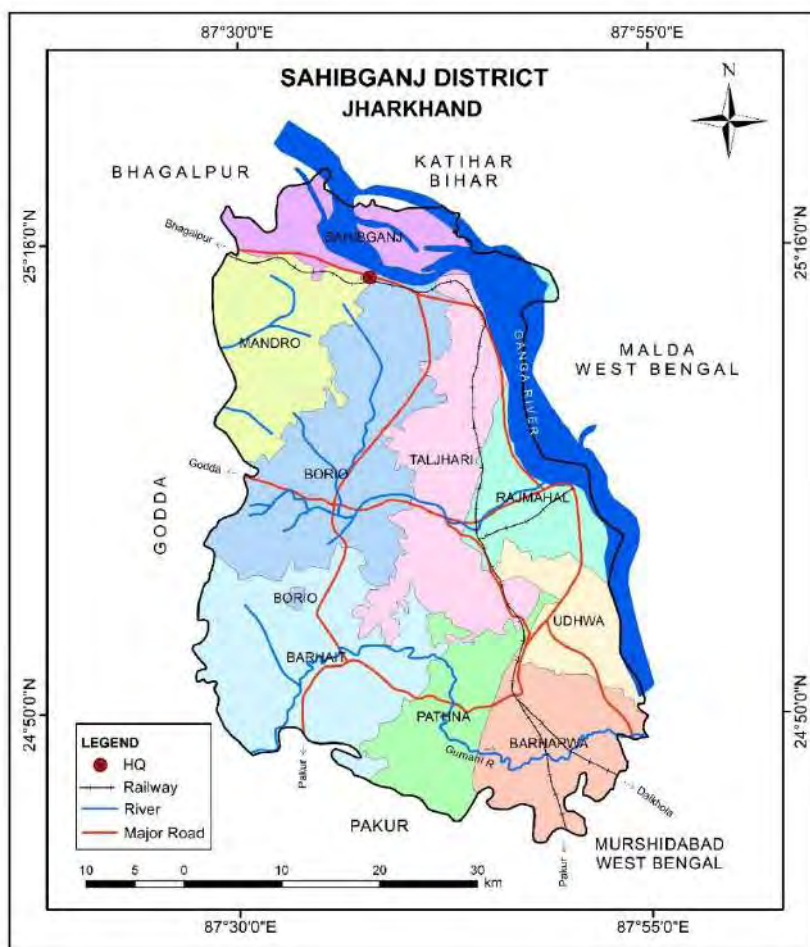 87°30'0"E
87°55'0"E
SAHIBGANJ DISTRICT
JHARKHAND
N
BHAGALPUR
KATIHAR
BIHAR
Bhagalpur <-
SAHIBGANJ
25°16'0"N
25°16'0"N
MANDRO
GANGA RIVER
MALDA
WEST BENGAL
Godda <-
BORIO
TALJHARI
RAJMAHAL
GODDA
BORIO
UDHWA
BARHAIT
24°50'0"N
24°50'0"N
PATHNA
BARHARWA
Gumani R
LEGEND
HQ
Railway
River
Major Road
Pakur <-
-> Dalkhola
PAKUR
Pakur <-
MURSHIDABAD
WEST BENGAL
10 5 0 10 20 30
km
87°30'0"E
87°55'0"E